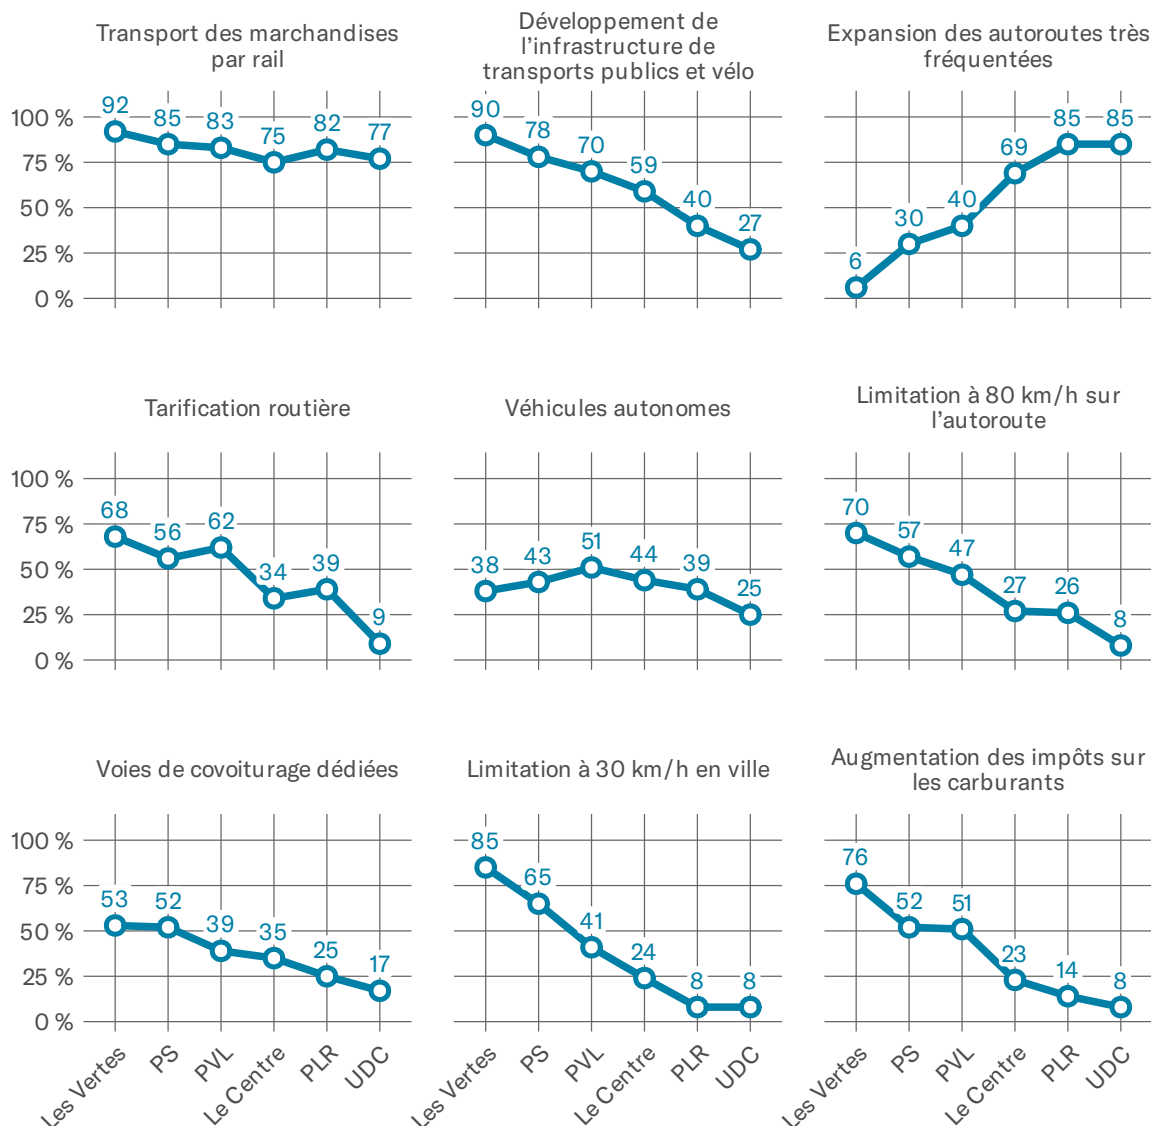 Transport des marchandises
par rail
Développement de
l'infrastructure de
transports publics et vélo
Expansion des autoroutes très
fréquentées
100 %
75 %
50 %
25 %
0 %
92 85 83 75 82 77
90 78 70 59 40 27
6 30 40 69 85 85
Tarification routière
Véhicules autonomes
Limitation à 80 km/h sur
l'autoroute
100 %
75 %
50 %
25 %
0 %
68 56 62 34 39 9
38 43 51 44 39 25
70 57 47 27 26 8
Voies de covoiturage dédiées
Limitation à 30 km/h en ville
Augmentation des impôts sur
les carburants
100 %
75 %
50 %
25 %
0 %
53 52 39 35 25 17
85 65 41 24 8 8
76 52 51 23 14 8
Les Vertes
PS
PVL
Le Centre
PLR
UDC
Les Vertes
PS
PVL
Le Centre
PLR
UDC
Les Vertes
PS
PVL
Le Centre
PLR
UDC